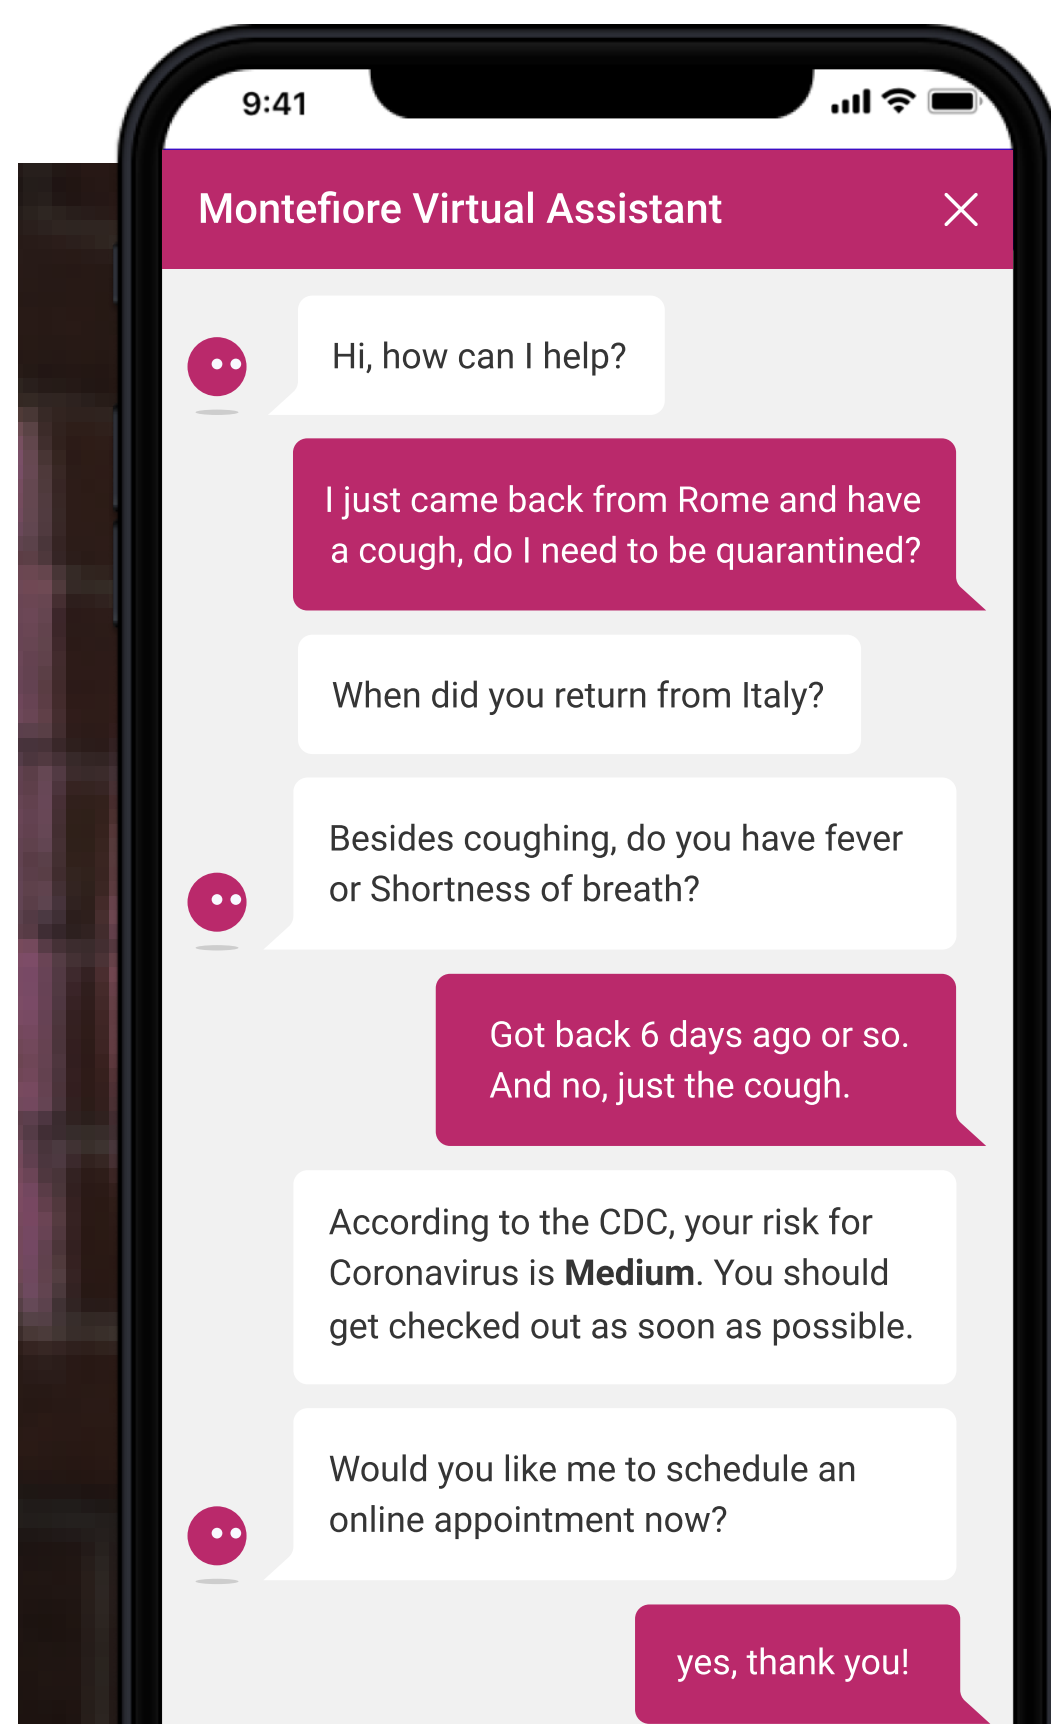 9:41
Montefiore Virtual Assistant
Hi, how can I help?
I just came back from Rome and have
a cough, do I need to be quarantined?
When did you return from Italy?
Besides coughing, do you have fever
or Shortness of breath?
Got back 6 days ago or so.
And no, just the cough.
According to the CDC, your risk for
Coronavirus is Medium. You should
get checked out as soon as possible.
Would you like me to schedule an
online appointment now?
yes, thank you!